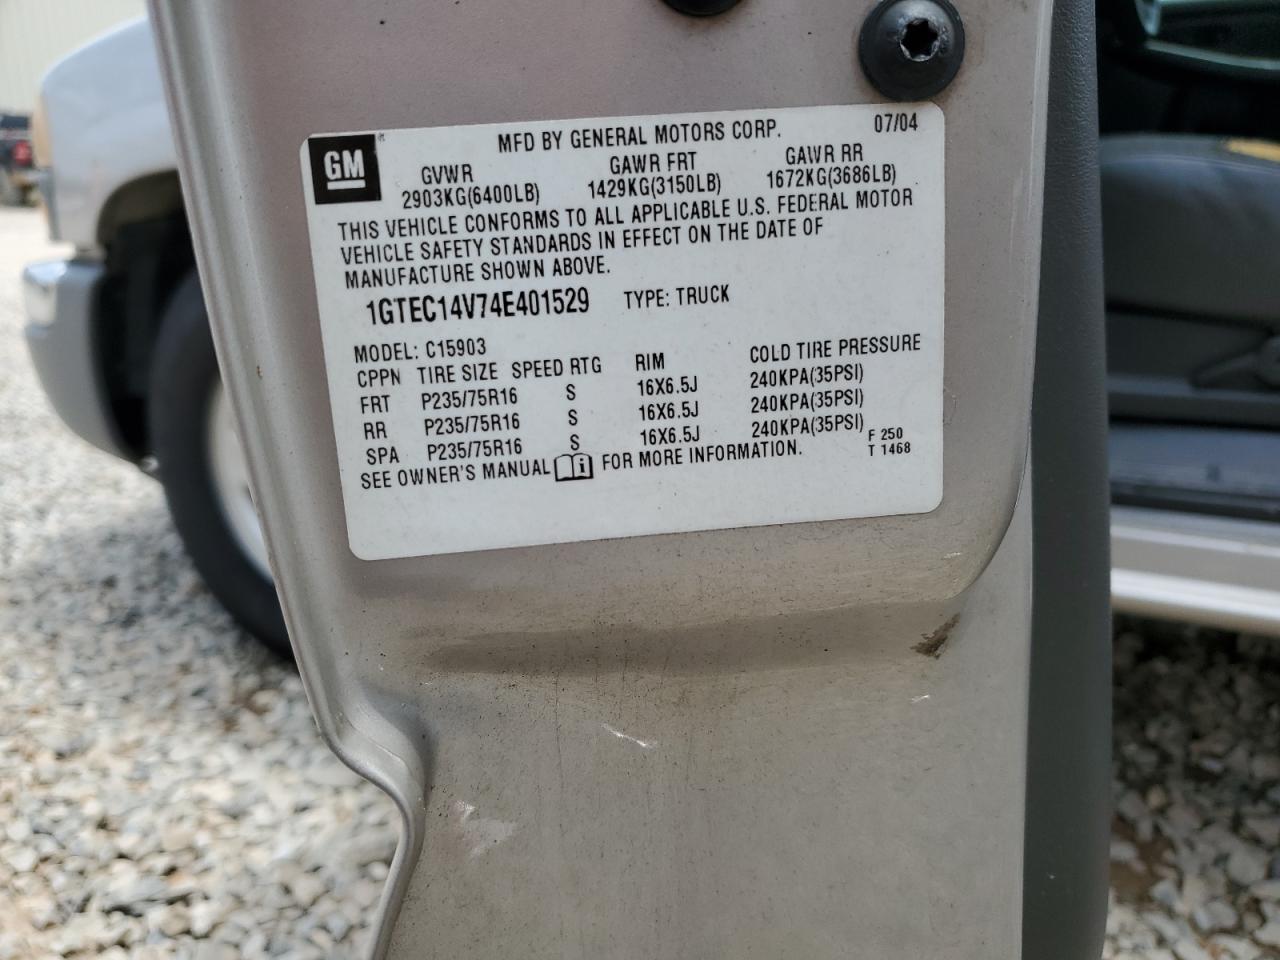 GM
MFD BY GENERAL MOTORS CORP. 07/04
GVWR GAWR FRT GAWR RR
2903KG(6400LB) 1429KG(3150LB) 1672KG(3686LB)
THIS VEHICLE CONFORMS TO ALL APPLICABLE U.S. FEDERAL MOTOR
VEHICLE SAFETY STANDARDS IN EFFECT ON THE DATE OF
MANUFACTURE SHOWN ABOVE.
1GTEC14V74E401529 TYPE: TRUCK
MODEL: C15903
CPPN TIRE SIZE SPEED RTG RIM COLD TIRE PRESSURE
FRT P235/75R16 S 16X6.5J 240KPA(35PSI)
RR P235/75R16 S 16X6.5J 240KPA(35PSI)
SPA P235/75R16 S 16X6.5J 240KPA(35PSI)
F 250
SEE OWNER'S MANUAL i FOR MORE INFORMATION. T 1468